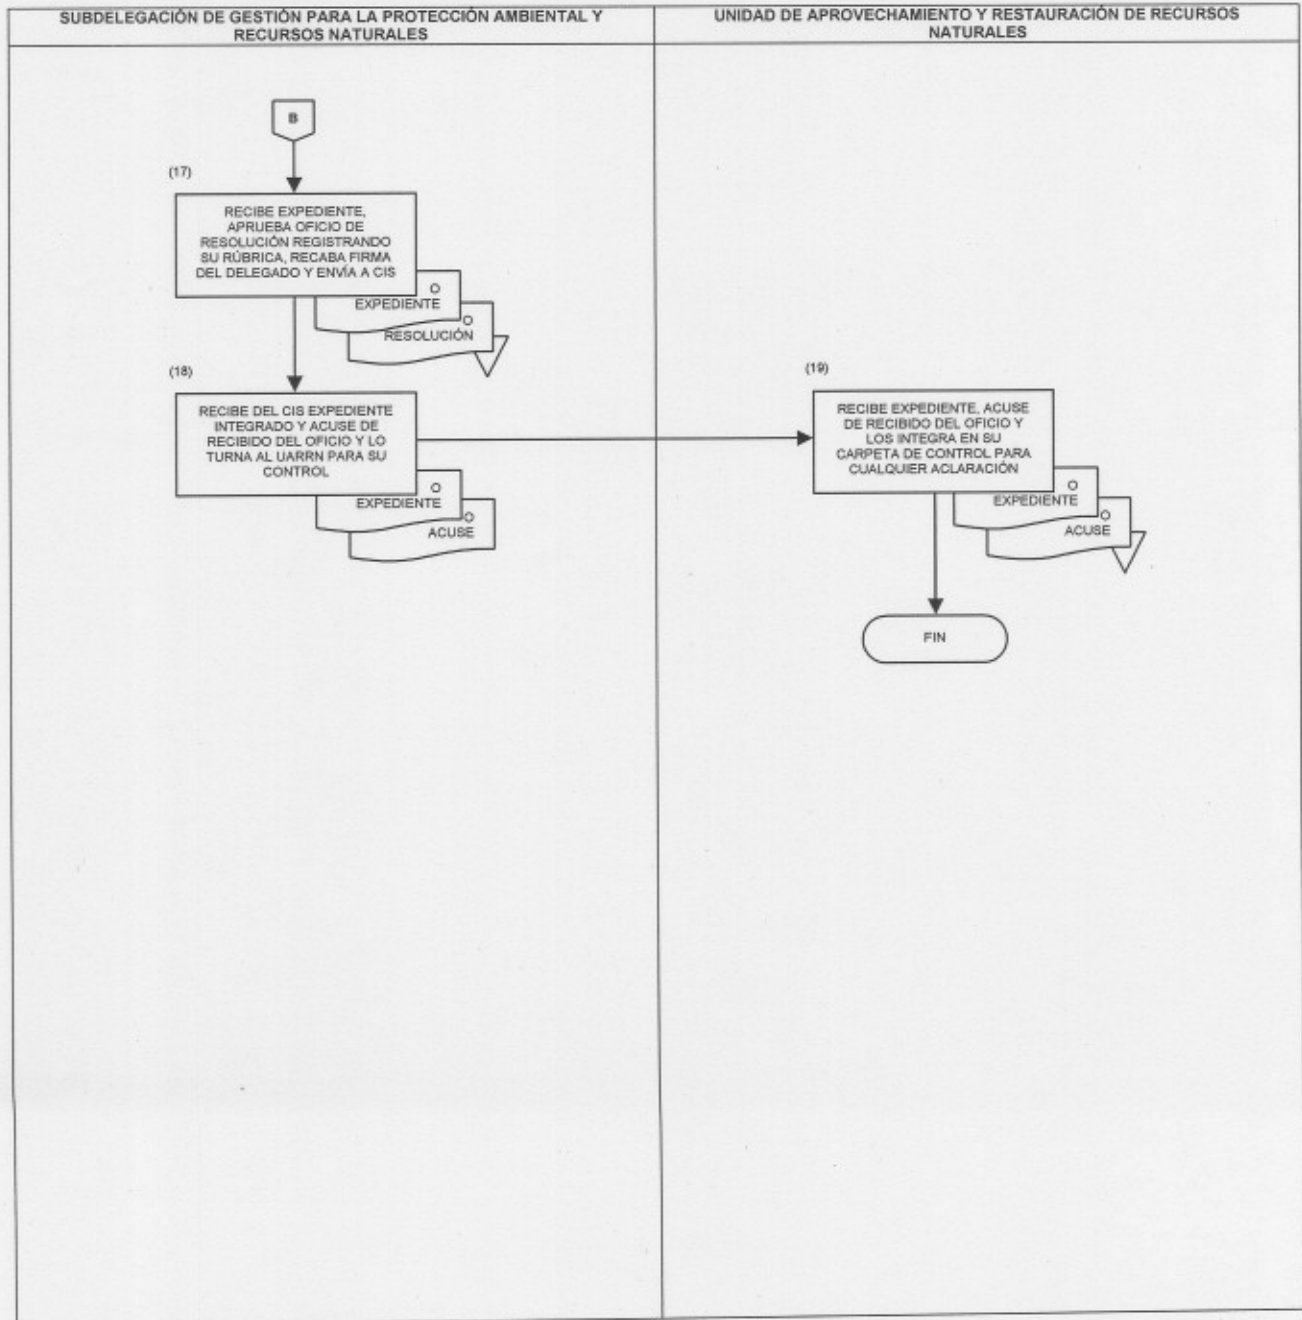 SUBDELEGACIÓN DE GESTIÓN PARA LA PROTECCIÓN AMBIENTAL Y
RECURSOS NATURALES
UNIDAD DE APROVECHAMIENTO Y RESTAURACIÓN DE RECURSOS
NATURALES
B
(17)
RECIBE EXPEDIENTE,
APRUEBA OFICIO DE
RESOLUCIÓN REGISTRANDO
SU RÚBRICA, RECABA FIRMA
DEL DELEGADO Y ENVÍA A CIS
O
EXPEDIENTE
O
RESOLUCIÓN
(18)
RECIBE DEL CIS EXPEDIENTE
INTEGRADO Y ACUSE DE
RECIBIDO DEL OFICIO Y LO
TURNA AL UARRN PARA SU
CONTROL
O
EXPEDIENTE
O
ACUSE
(19)
RECIBE EXPEDIENTE, ACUSE
DE RECIBIDO DEL OFICIO Y
LOS INTEGRA EN SU
CARPETA DE CONTROL PARA
CUALQUIER ACLARACIÓN
O
EXPEDIENTE
O
ACUSE
FIN